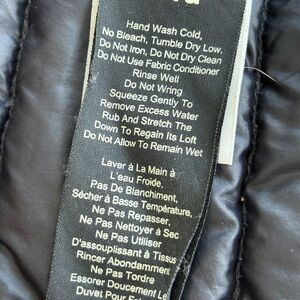 Hand Wash Cold,
No Bleach, Tumble Dry Low.
Do Not Iron, Do Not Dry Clean
Do Not Use Fabric Conditioner
Rinse Well
Do Not Wring
Squeeze Gently To
Remove Excess Water
Rub And Stretch The
Down To Regain Its Loft
Do Not Allow To Remain Wet
Laver à La Main à
L'eau Froide,
Pas De Blanchiment,
Sécher à Basse Température,
Ne Pas Repasser,
Ne Pas Nettoyer à Sec
Ne Pas Utiliser
D'assouplissant à Tissus
Rincer Abondamment
Ne Pas Tordre
Essorer Doucement Le
Duvet Pour